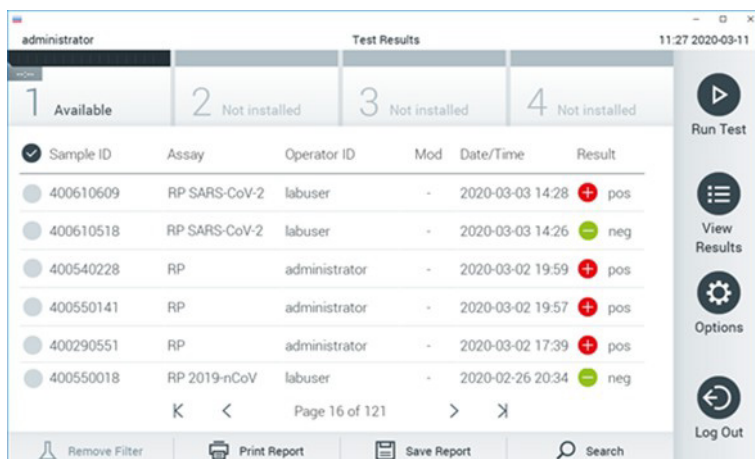 administrator Test Results 11:27 2020-03-11
--:--
1 Available 2 Not installed 3 Not installed 4 Not installed
Run Test
Sample ID Assay Operator ID Mod Date/Time Result
400610609 RP SARS-CoV-2 labuser - 2020-03-03 14:28 pos
400610518 RP SARS-CoV-2 labuser - 2020-03-03 14:26 neg
View
Results
400540228 RP administrator - 2020-03-02 19:59 pos
400550141 RP administrator - 2020-03-02 19:57 pos
Options
400290551 RP administrator - 2020-03-02 17:39 pos
400550018 RP 2019-nCoV labuser - 2020-02-26 20:34 neg
Page 16 of 121
Log Out
Remove Filter Print Report Save Report Search